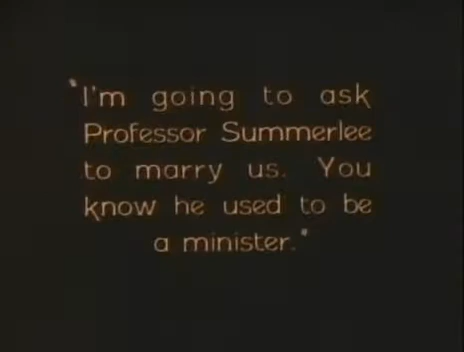 "I'm going to ask
Professor Summerlee
to marry us. You
know he used to be
a minister."